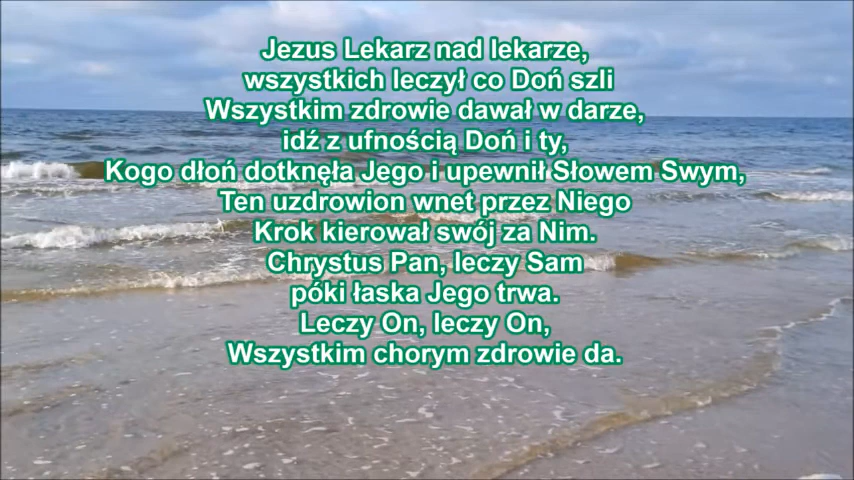 Jezus Lekarz nad lekarze,
wszystkich leczył co Doń szli
Wszystkim zdrowie dawał w darze,
idź z ufnością Doń i ty,
Kogo dłoń dotknęła Jego i upewnił Słowem Swym,
Ten uzdrowion wnet przez Niego
Krok kierował swój za Nim.
Chrystus Pan, leczy Sam
póki łaska Jego trwa.
Leczy On, leczy On,
Wszystkim chorym zdrowie da.